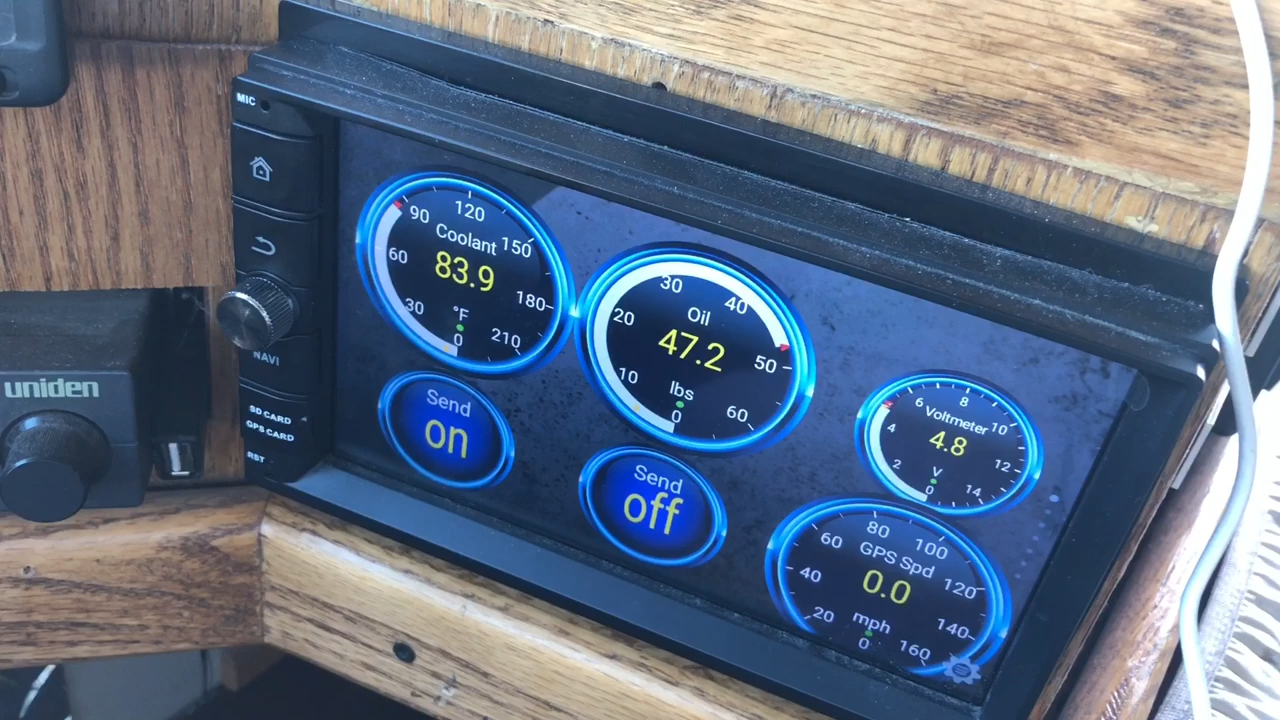 MIC
NAVI
SD CARD
GPS CARD
RST
uniden
120
90
150
Coolant
60
83.9
180
30
°F
210
0
30
40
Oil
20
47.2
50
10
lbs
60
0
Send
on
Send
off
8
6
10
Voltmeter
4
4.8
12
2
V
14
0
80
60
100
GPS Spd
40
0.0
120
20
mph
140
0
160